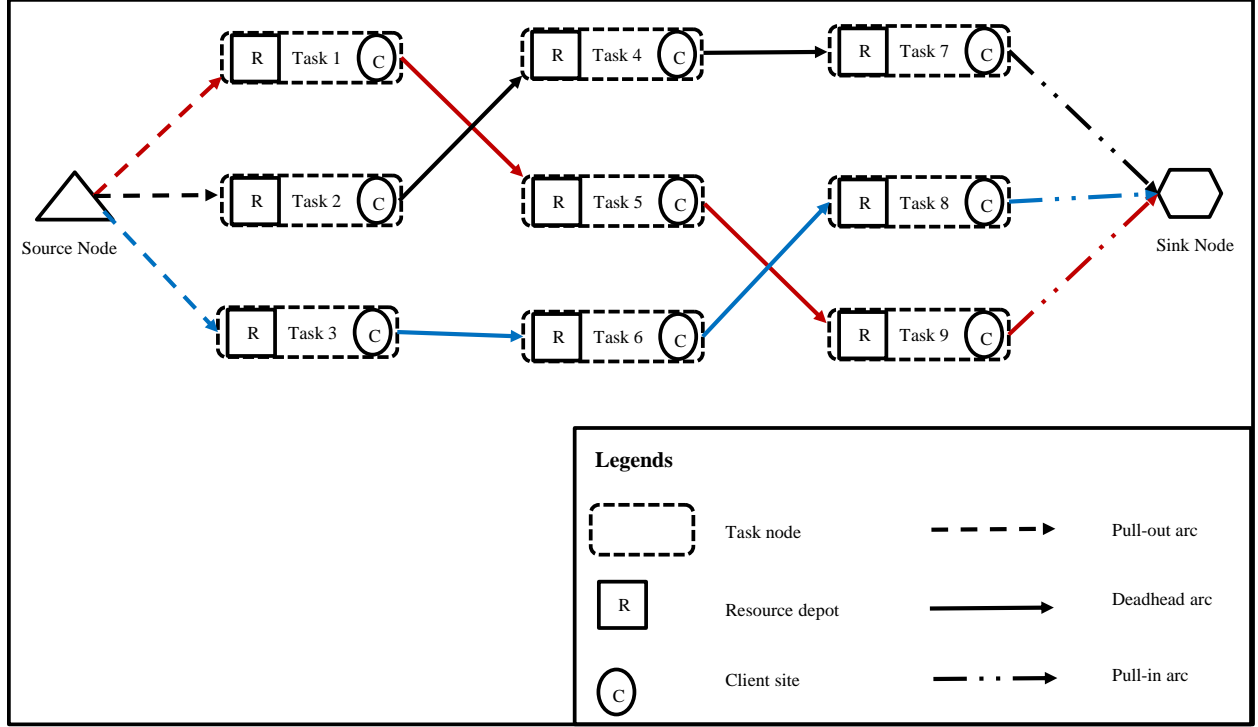 R Task 1 C
R Task 4 C
R Task 7 C
R Task 2 C
R Task 5 C
R Task 8 C
Source Node
Sink Node
R Task 3 C
R Task 6 C
R Task 9 C
Legends
Task node
Pull-out arc
R
Resource depot
Deadhead arc
C
Client site
Pull-in arc